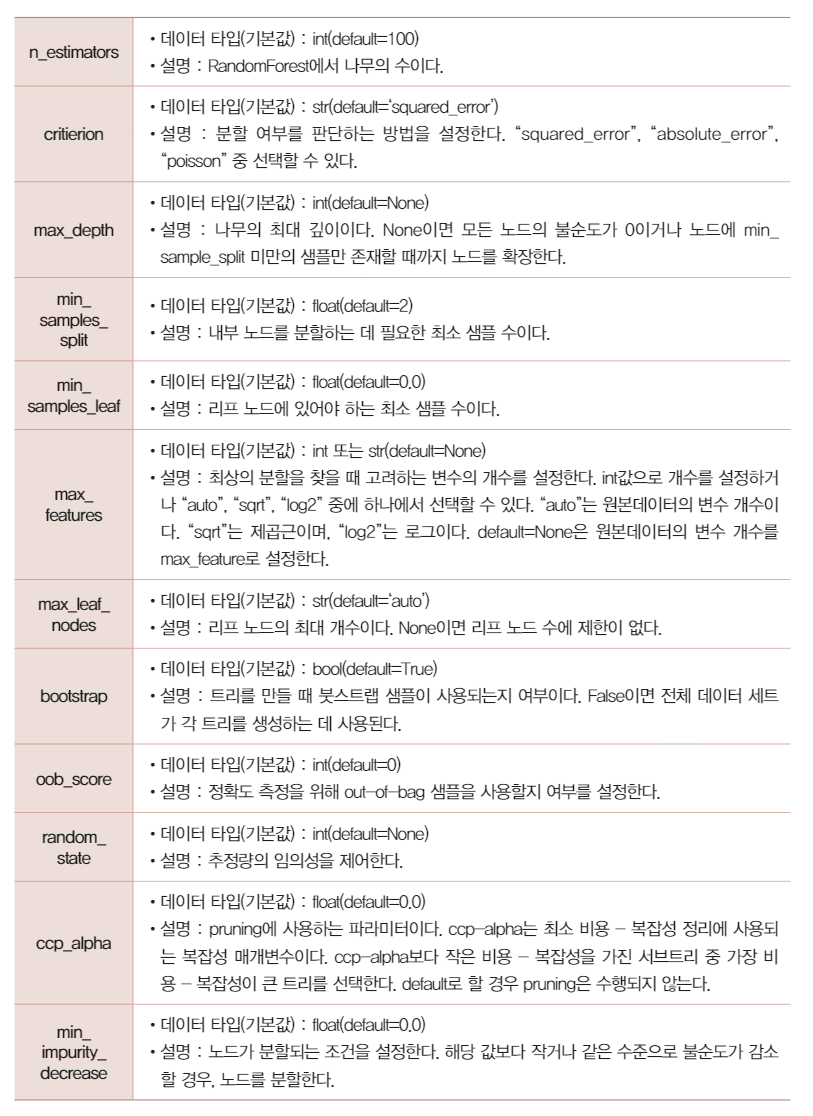 n_estimators
• 데이터 타입(기본값) : int(default=100)
• 설명 : RandomForest에서 나무의 수이다.
critierion
• 데이터 타입(기본값) : str(default=‘squared_error’)
• 설명 : 분할 여부를 판단하는 방법을 설정한다. “squared_error”, “absolute_error”,
“poisson” 중 선택할 수 있다.
max_depth
• 데이터 타입(기본값) : int(default=None)
• 설명 : 나무의 최대 깊이이다. None이면 모든 노드의 불순도가 0이거나 노드에 min_
sample_split 미만의 샘플만 존재할 때까지 노드를 확장한다.
min_
samples_
split
• 데이터 타입(기본값) : float(default=2)
• 설명 : 내부 노드를 분할하는 데 필요한 최소 샘플 수이다.
min_
samples_leaf
• 데이터 타입(기본값) : float(default=0.0)
• 설명 : 리프 노드에 있어야 하는 최소 샘플 수이다.
max_
features
• 데이터 타입(기본값) : int 또는 str(default=None)
• 설명 : 최상의 분할을 찾을 때 고려하는 변수의 개수를 설정한다. int값으로 개수를 설정하거
나 “auto”, “sqrt”, “log2” 중에 하나에서 선택할 수 있다. “auto”는 원본데이터의 변수 개수이
다. “sqrt”는 제곱근이며, “log2”는 로그이다. default=None은 원본데이터의 변수 개수를
max_feature로 설정한다.
max_leaf_
nodes
• 데이터 타입(기본값) : str(default=‘auto’)
• 설명 : 리프 노드의 최대 개수이다. None이면 리프 노드 수에 제한이 없다.
bootstrap
• 데이터 타입(기본값) : bool(default=True)
• 설명 : 트리를 만들 때 붓스트랩 샘플이 사용되는지 여부이다. False이면 전체 데이터 세트
가 각 트리를 생성하는 데 사용된다.
oob_score
• 데이터 타입(기본값) : int(default=0)
• 설명 : 정확도 측정을 위해 out-of-bag 샘플을 사용할지 여부를 설정한다.
random_
state
• 데이터 타입(기본값) : int(default=None)
• 설명 : 추정량의 임의성을 제어한다.
ccp_alpha
• 데이터 타입(기본값) : float(default=0.0)
• 설명 : pruning에 사용하는 파라미터이다. ccp-alpha는 최소 비용 – 복잡성 정리에 사용되
는 복잡성 매개변수이다. ccp-alpha보다 작은 비용 – 복잡성을 가진 서브트리 중 가장 비
용 – 복잡성이 큰 트리를 선택한다. default로 할 경우 pruning은 수행되지 않는다.
min_
impurity_
decrease
• 데이터 타입(기본값) : float(default=0.0)
• 설명 : 노드가 분할되는 조건을 설정한다. 해당 값보다 작거나 같은 수준으로 불순도가 감소
할 경우, 노드를 분할한다.